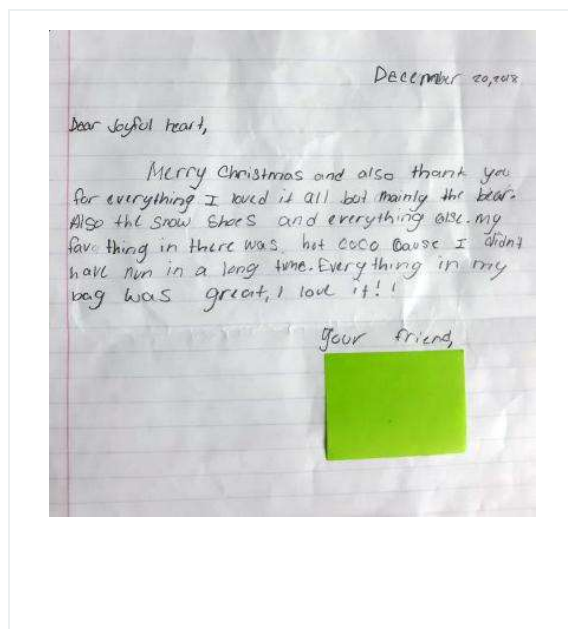 December 20,2018
Dear Joyful heart,
Merry Christmas and also thank you
for everything I loved it all but mainly the bear.
Also the snow shoes and everything else. my
fav thing in there was hot coco cause I didn't
have nun in a long time. Everything in my
bag was great, I love it!!
Your friend,